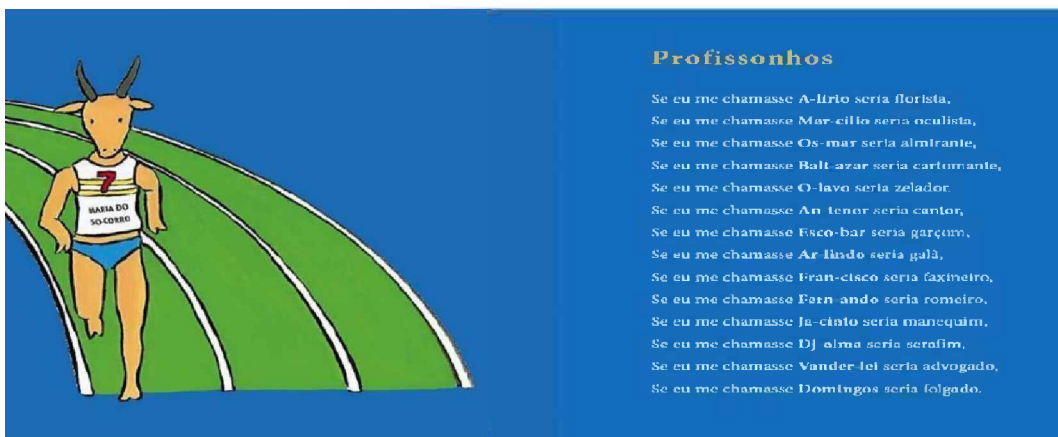 7
MARIA DO
SO-CORRO
Profissonhos
Se eu me chamasse A-lírio seria florista,
Se eu me chamasse Mar-cílio seria oculista,
Se eu me chamasse Os-mar seria almirante,
Se eu me chamasse Balt-azar seria cartomante,
Se eu me chamasse O-lavo seria zelador.
Se eu me chamasse An-tenor seria cantor,
Se eu me chamasse Esco-bar seria garçum,
Se eu me chamasse Ar-lindo seria galã,
Se eu me chamasse Fran-cisco seria faxineiro,
Se eu me chamasse Fern-ando seria romeiro,
Se eu me chamasse Ja-cinto seria manequim,
Se eu me chamasse Dj-alma seria serafim,
Se eu me chamasse Vander-lei seria advogado,
Se eu me chamasse Domingos seria folgado.